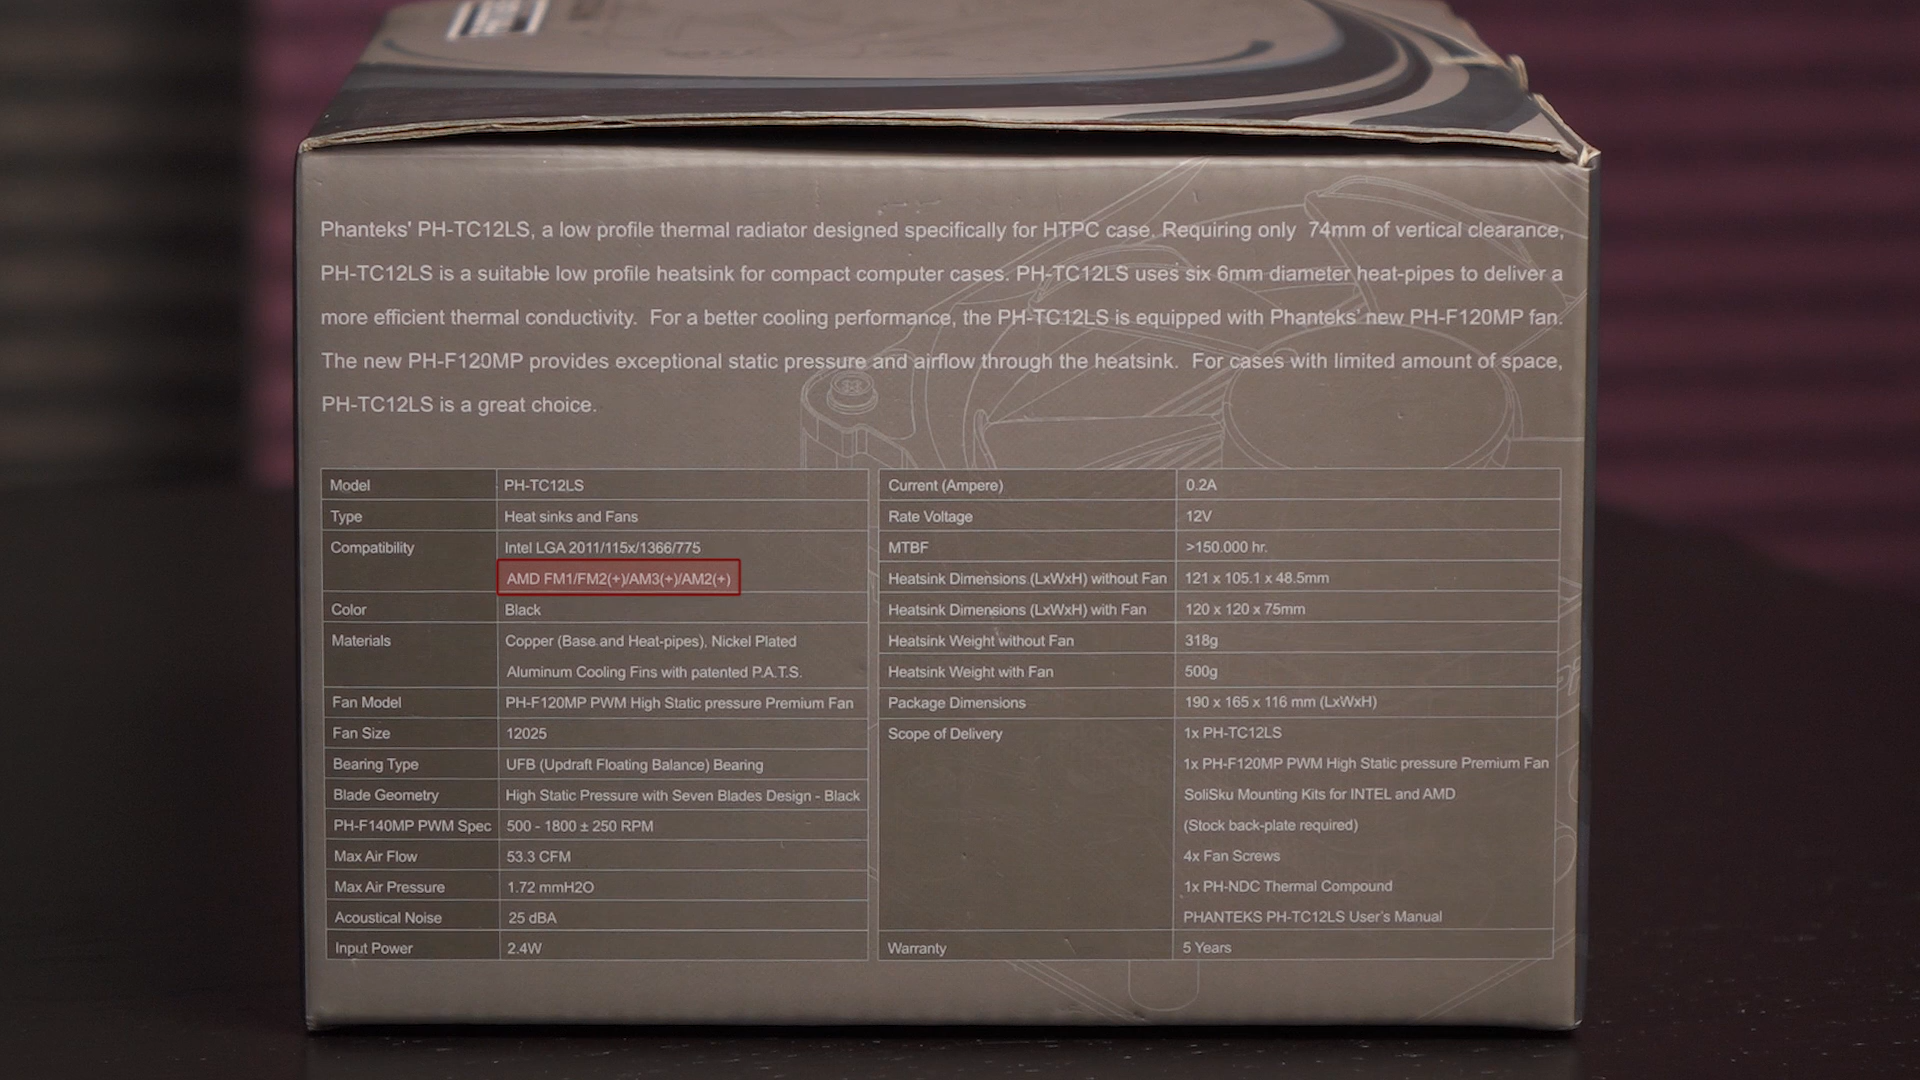 Phanteks' PH-TC12LS, a low profile thermal radiator designed specifically for HTPC case. Requiring only 74mm of vertical clearance,
PH-TC12LS is a suitable low profile heatsink for compact computer cases. PH-TC12LS uses six 6mm diameter heat-pipes to deliver a
more efficient thermal conductivity. For a better cooling performance, the PH-TC12LS is equipped with Phanteks' new PH-F120MP fan.
The new PH-F120MP provides exceptional static pressure and airflow through the heatsink. For cases with limited amount of space,
PH-TC12LS is a great choice.
Model PH-TC12LS
Type Heat sinks and Fans
Compatibility Intel LGA 2011/115x/1366/775
AMD FM1/FM2(+)/AM3(+)/AM2(+)
Color Black
Materials Copper (Base and Heat-pipes), Nickel Plated
Aluminum Cooling Fins with patented P.A.T.S.
Fan Model PH-F120MP PWM High Static pressure Premium Fan
Fan Size 12025
Bearing Type UFB (Updraft Floating Balance) Bearing
Blade Geometry High Static Pressure with Seven Blades Design - Black
PH-F140MP PWM Spec 500 - 1800 ± 250 RPM
Max Air Flow 53.3 CFM
Max Air Pressure 1.72 mmH2O
Acoustical Noise 25 dBA
Input Power 2.4W
Current (Ampere) 0.2A
Rate Voltage 12V
MTBF >150.000 hr.
Heatsink Dimensions (LxWxH) without Fan 121 x 105.1 x 48.5mm
Heatsink Dimensions (LxWxH) with Fan 120 x 120 x 75mm
Heatsink Weight without Fan 318g
Heatsink Weight with Fan 500g
Package Dimensions 190 x 165 x 116 mm (LxWxH)
Scope of Delivery 1x PH-TC12LS
1x PH-F120MP PWM High Static pressure Premium Fan
SoliSku Mounting Kits for INTEL and AMD
(Stock back-plate required)
4x Fan Screws
1x PH-NDC Thermal Compound
PHANTEKS PH-TC12LS User's Manual
Warranty 5 Years